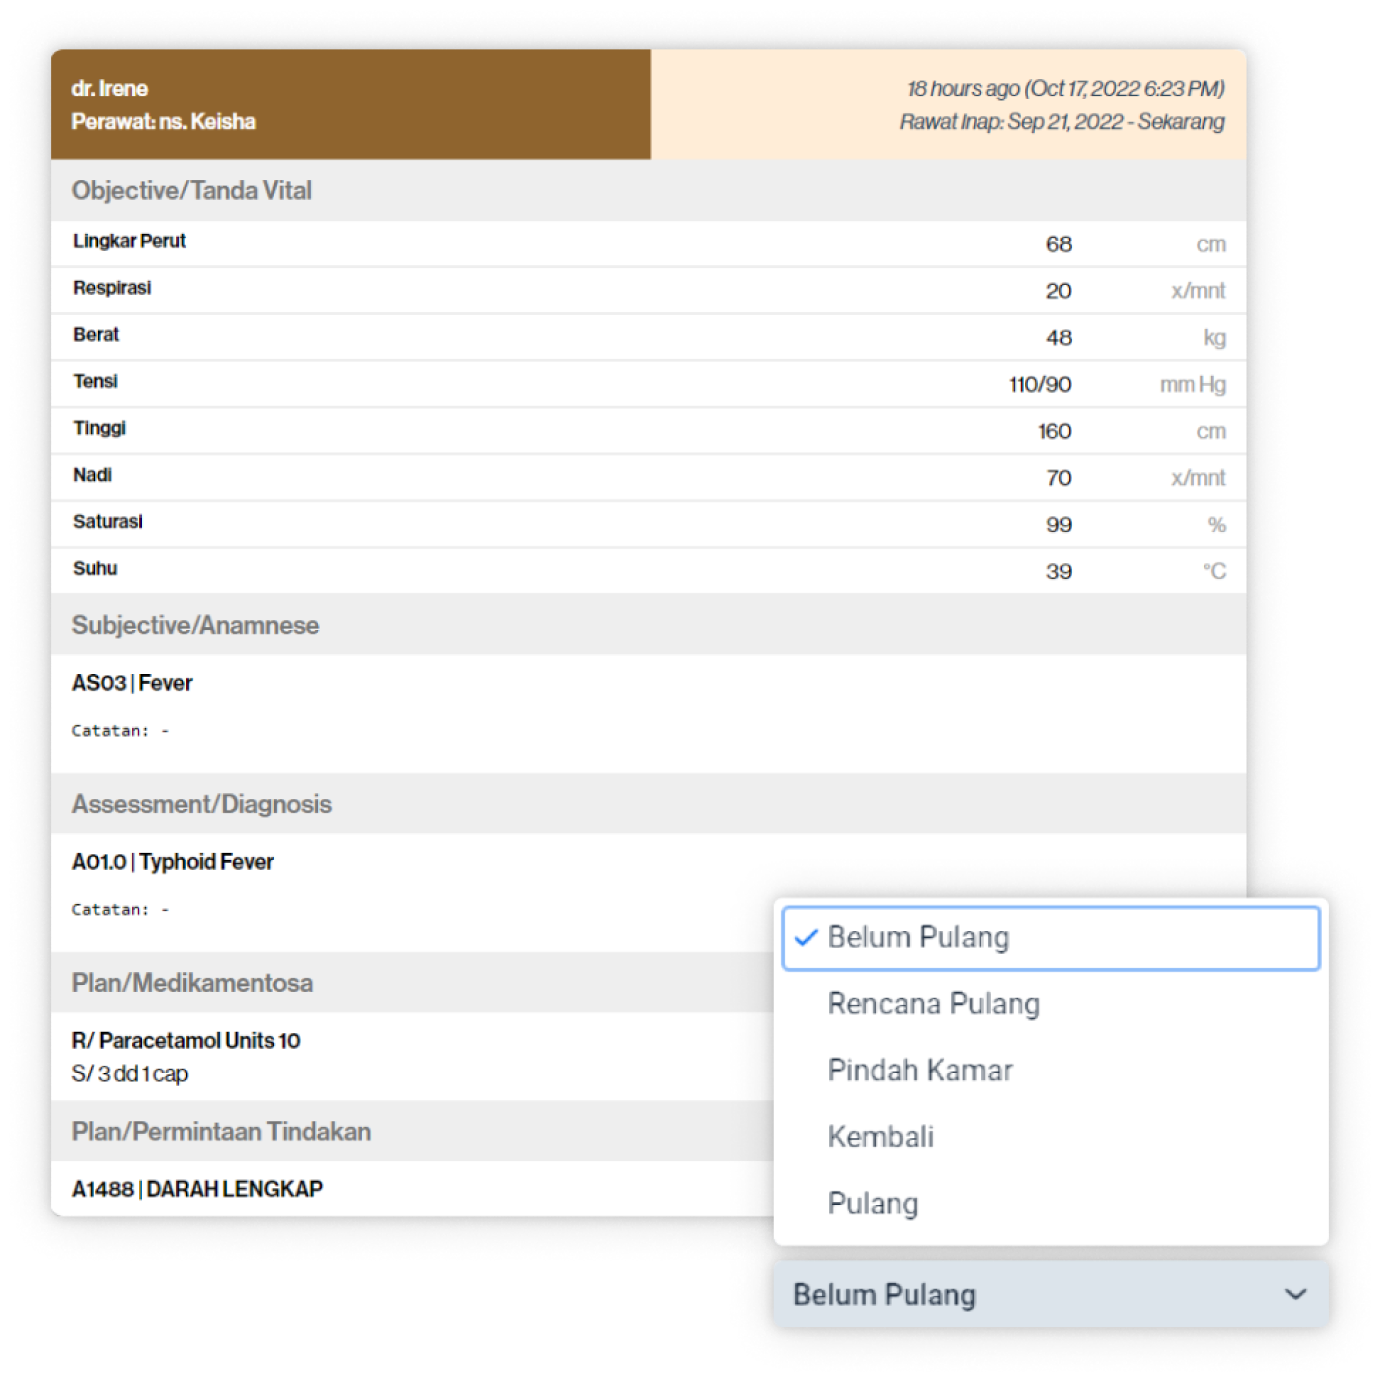 dr. Irene
Perawat: ns. Keisha
18 hours ago (Oct 17, 2022 6:23 PM)
Rawat Inap: Sep 21, 2022 - Sekarang
Objective/Tanda Vital
Lingkar Perut 68 cm
Respirasi 20 x/mnt
Berat 48 kg
Tensi 110/90 mm Hg
Tinggi 160 cm
Nadi 70 x/mnt
Saturasi 99 %
Suhu 39 °C
Subjective/Anamnese
AS03 | Fever
Catatan: -
Assessment/Diagnosis
A01.0 | Typhoid Fever
Catatan: -
Plan/Medikamentosa
R/ Paracetamol Units 10
S/ 3 dd 1 cap
Plan/Permintaan Tindakan
A1488 | DARAH LENGKAP
Belum Pulang
Rencana Pulang
Pindah Kamar
Kembali
Pulang
Belum Pulang